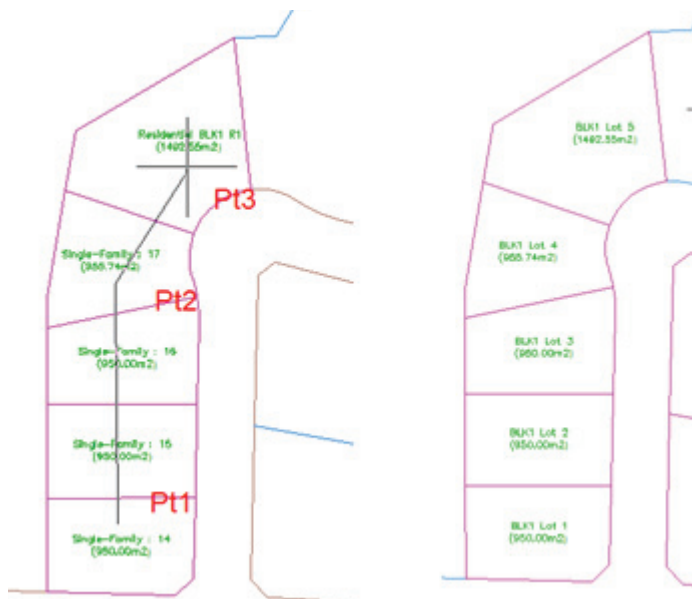 Residential BLK1 R1
(1492.55m2)
Pt3
Single-Family : 17
(988.74m2)
Pt2
Single-Family : 16
(950.00m2)
Single-Family : 15
(950.00m2)
Pt1
Single-Family : 14
(950.00m2)
BLK1 Lot 5
(1492.55m2)
BLK1 Lot 4
(988.74m2)
BLK1 Lot 3
(950.00m2)
BLK1 Lot 2
(950.00m2)
BLK1 Lot 1
(950.00m2)